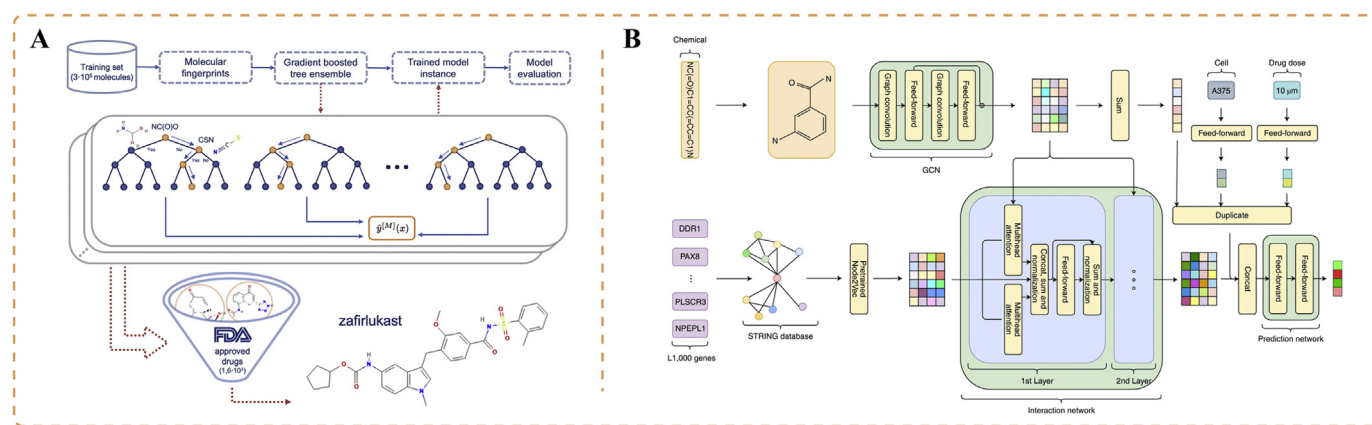 A
Training set
(3·10⁵ molecules)
Molecular
fingerprints
Gradient boosted
tree ensemble
Trained model
instance
Model
evaluation
NC(O)O
CSN
Yes
No
Yes
No
ŷ[M](x)
FDA
approved
drugs
(1,6·10³)
zafirlukast
B
Chemical
NC(=O)C1=CC(=CC=C1)N
Graph convolution
Feed-forward
Graph convolution
Feed-forward
GCN
Sum
Cell
A375
Feed-forward
Drug dose
10 µm
Feed-forward
Duplicate
DDR1
PAX8
PLSCR3
NPEPL1
L1,000 genes
STRING database
Pretrained
Node2Vec
Multihead
attention
Multihead
attention
Concat, sum and
normalization
Feed-forward
Sum and
normalization
1st Layer
2nd Layer
Interaction network
Concat
Feed-forward
Feed-forward
Prediction network